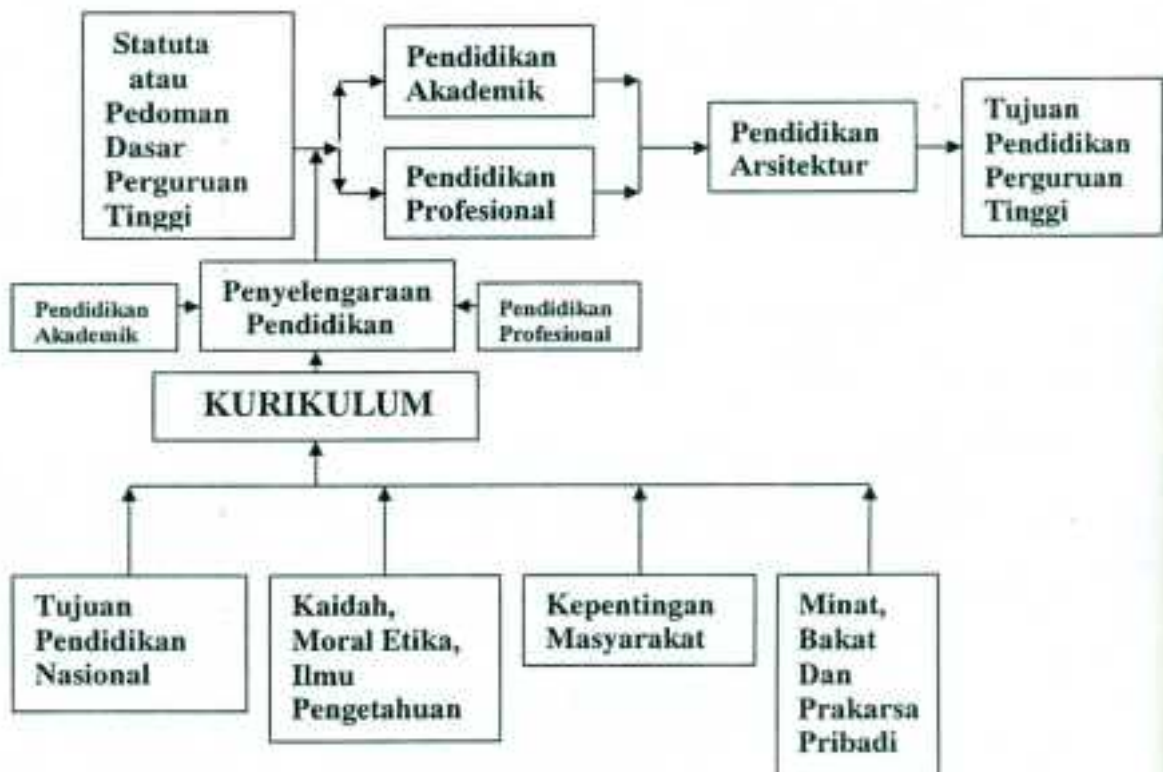 Statuta
atau
Pedoman
Dasar
Perguruan
Tinggi
Pendidikan
Akademik
Pendidikan
Profesional
Pendidikan
Arsitektur
Tujuan
Pendidikan
Perguruan
Tinggi
Pendidikan
Akademik
Penyelengaraan
Pendidikan
Pendidikan
Profesional
KURIKULUM
Tujuan
Pendidikan
Nasional
Kaidah,
Moral Etika,
Ilmu
Pengetahuan
Kepentingan
Masyarakat
Minat,
Bakat
Dan
Prakarsa
Pribadi